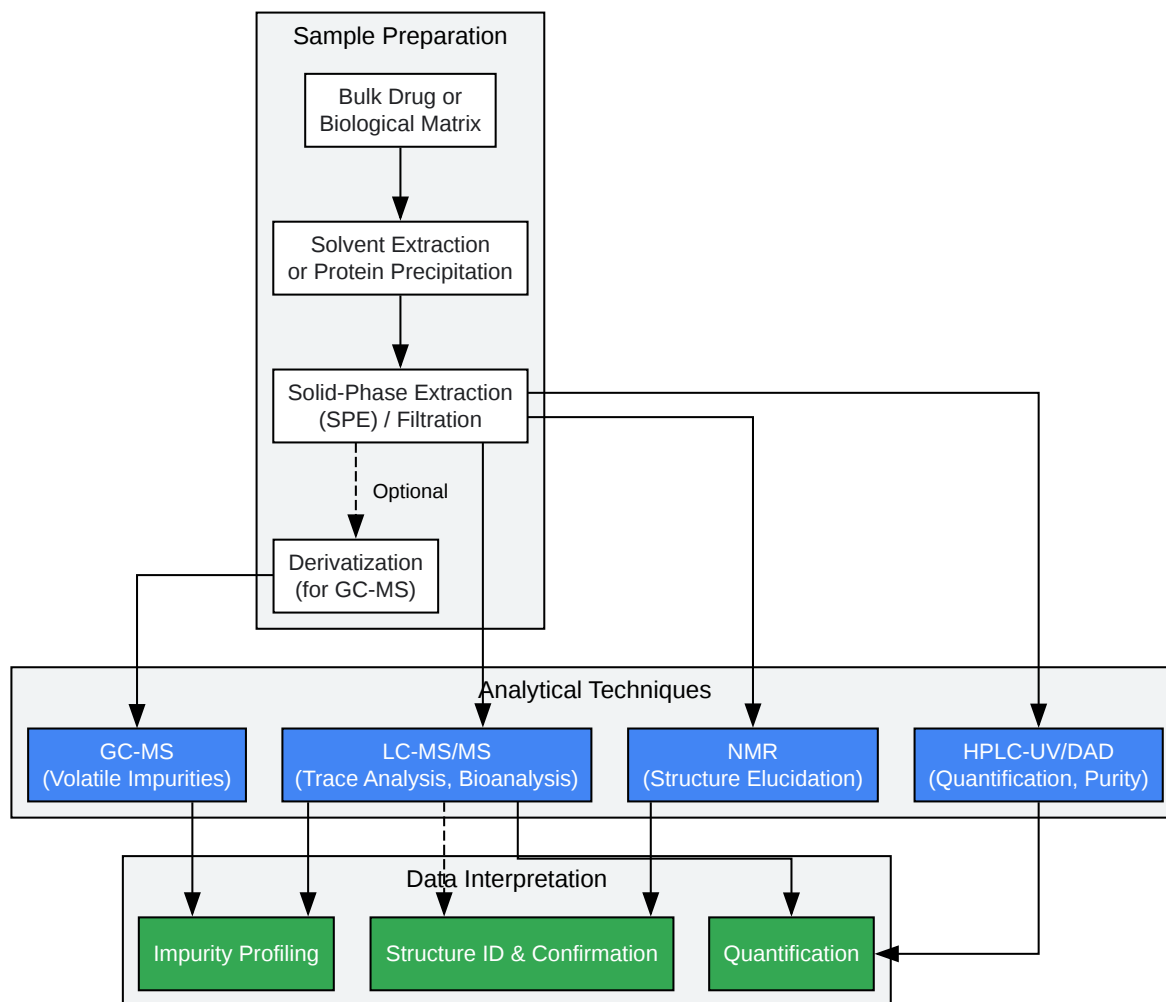 Sample Preparation
Bulk Drug or
Biological Matrix
Solvent Extraction
or Protein Precipitation
Solid-Phase Extraction
(SPE) / Filtration
Optional
Derivatization
(for GC-MS)
Analytical Techniques
GC-MS
(Volatile Impurities)
LC-MS/MS
(Trace Analysis, Bioanalysis)
NMR
(Structure Elucidation)
HPLC-UV/DAD
(Quantification, Purity)
Data Interpretation
Impurity Profiling
Structure ID & Confirmation
Quantification